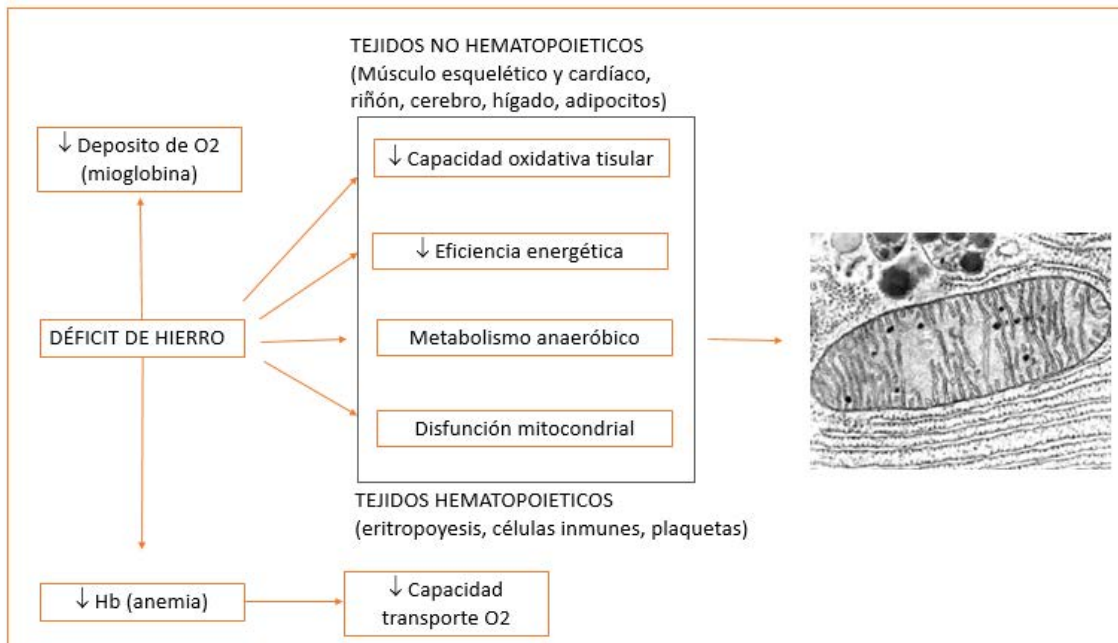 TEJIDOS NO HEMATOPOIETICOS
(Músculo esquelético y cardíaco,
riñón, cerebro, hígado, adipocitos)
↓ Deposito de O2
(mioglobina)
↓ Capacidad oxidativa tisular
↓ Eficiencia energética
DÉFICIT DE HIERRO
Metabolismo anaeróbico
Disfunción mitocondrial
TEJIDOS HEMATOPOIETICOS
(eritropoyesis, células inmunes, plaquetas)
↓ Hb (anemia)
↓ Capacidad
transporte O2